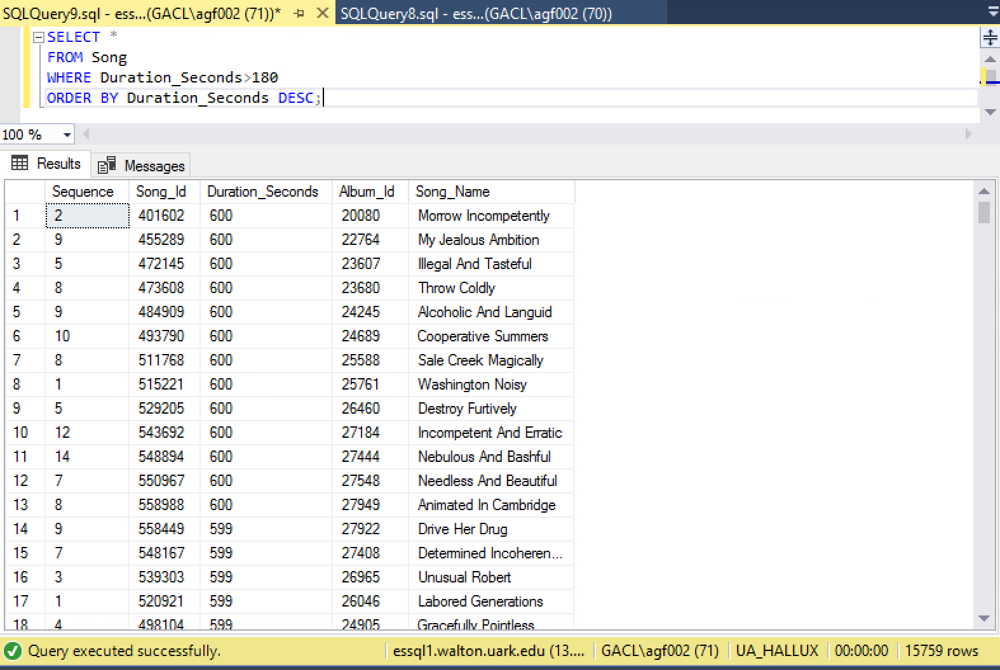 SQLQuery9.sql - ess...(GACL\agf002 (71))* SQLQuery8.sql - ess...(GACL\agf002 (70))
SELECT *
FROM Song
WHERE Duration_Seconds>180
ORDER BY Duration_Seconds DESC;
100 %
Results Messages
Sequence Song_Id Duration_Seconds Album_Id Song_Name
1 2 401602 600 20080 Morrow Incompetently
2 9 455289 600 22764 My Jealous Ambition
3 5 472145 600 23607 Illegal And Tasteful
4 8 473608 600 23680 Throw Coldly
5 9 484909 600 24245 Alcoholic And Languid
6 10 493790 600 24689 Cooperative Summers
7 8 511768 600 25588 Sale Creek Magically
8 1 515221 600 25761 Washington Noisy
9 5 529205 600 26460 Destroy Furtively
10 12 543692 600 27184 Incompetent And Erratic
11 14 548894 600 27444 Nebulous And Bashful
12 7 550967 600 27548 Needless And Beautiful
13 8 558988 600 27949 Animated In Cambridge
14 9 558449 599 27922 Drive Her Drug
15 7 548167 599 27408 Determined Incoheren...
16 3 539303 599 26965 Unusual Robert
17 1 520921 599 26046 Labored Generations
18 4 498104 599 24905 Gracefully Pointless
Query executed successfully. essql1.walton.uark.edu (13.... GACL\agf002 (71) UA_HALLUX 00:00:00 15759 rows